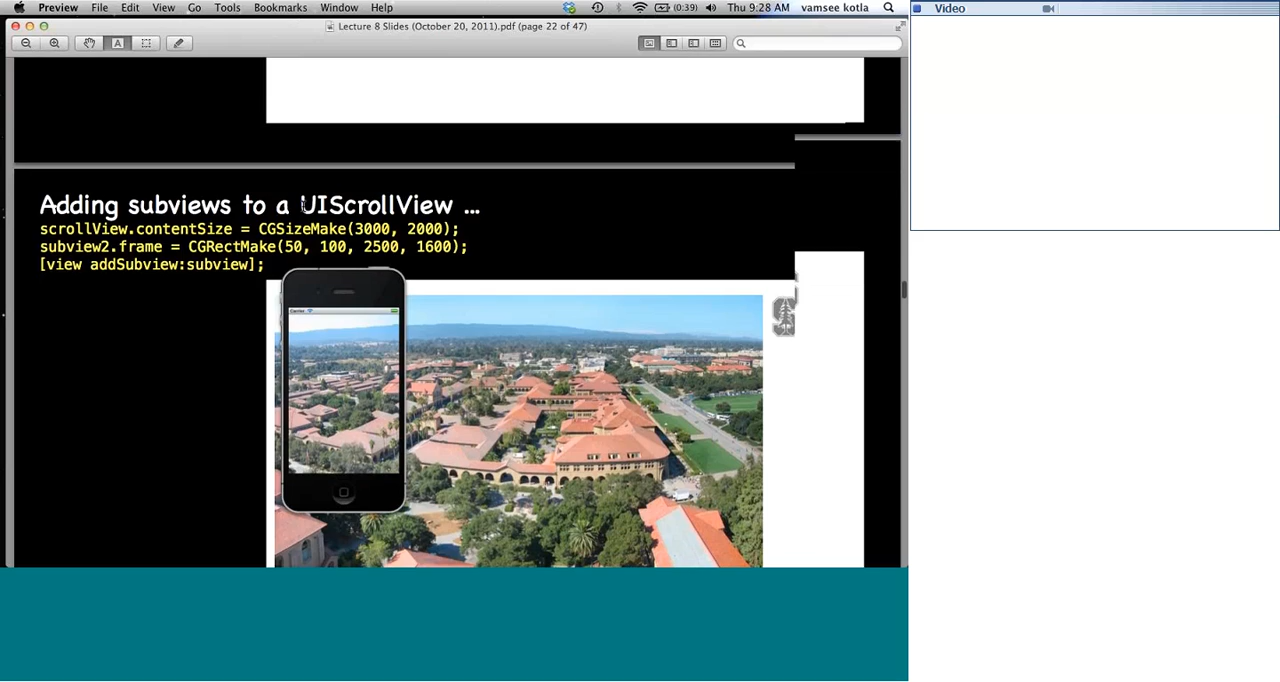 Preview File Edit View Go Tools Bookmarks Window Help (0:39) Thu 9:28 AM vamsee kotla
Video
Lecture 8 Slides (October 20, 2011).pdf (page 22 of 47)
Adding subviews to a UIScrollView ...
scrollView.contentSize = CGSizeMake(3000, 2000);
subview2.frame = CGRectMake(50, 100, 2500, 1600);
[view addSubview:subview];
Carrier